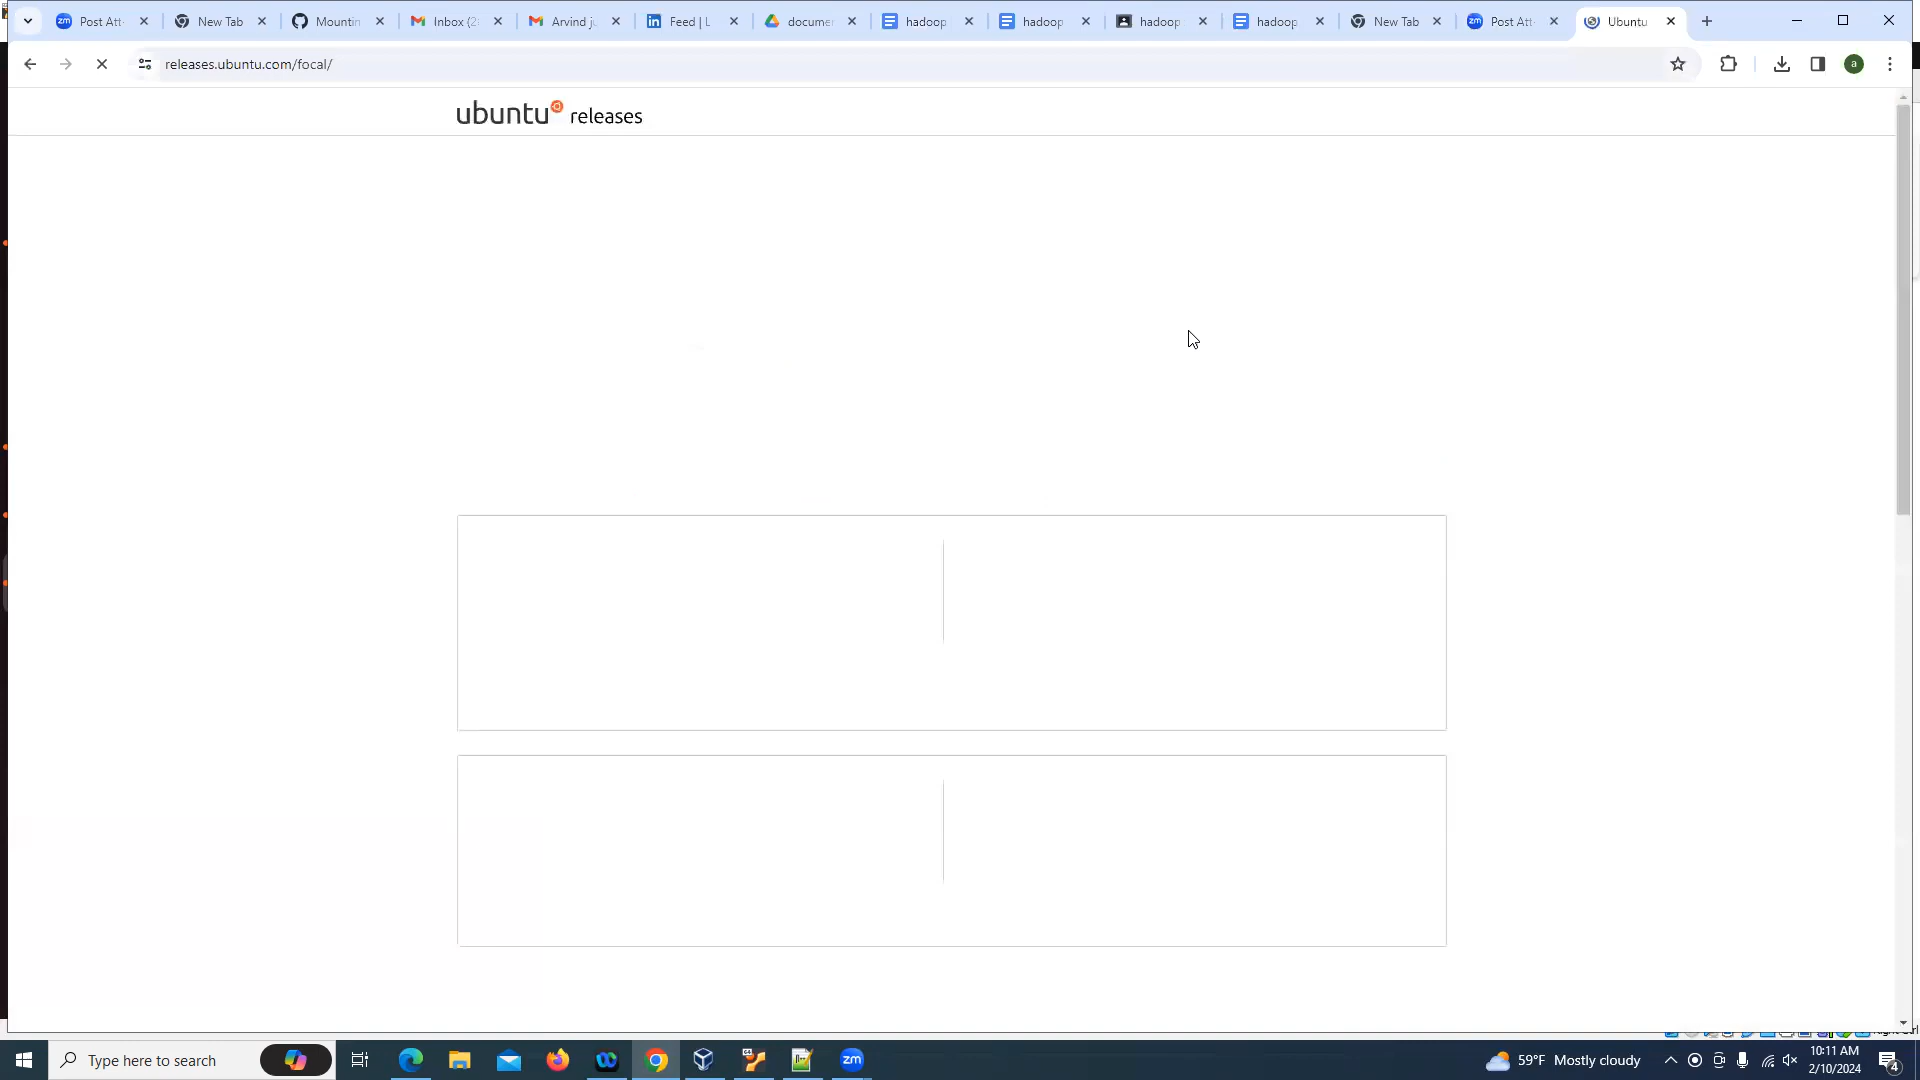 Post Att
New Tab
Mountin
Inbox (2
Arvind ju
Feed | L
documen
hadoop
hadoop
hadoop
hadoop
New Tab
Post Att
Ubuntu
releases.ubuntu.com/focal/
a
ubuntu releases
Type here to search
zm
59°F Mostly cloudy
10:11 AM
2/10/2024
4